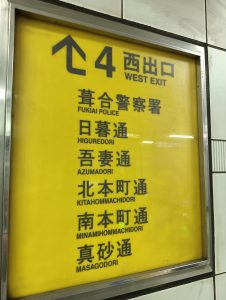 ↑4 西出口
WEST EXIT
葺合警察署
FUKIAI POLICE
日暮通
HIGUREDORI
吾妻通
AZUMADORI
北本町通
KITAHOMMACHIDORI
南本町通
MINAMIHOMMACHIDORI
真砂通
MASAGODORI